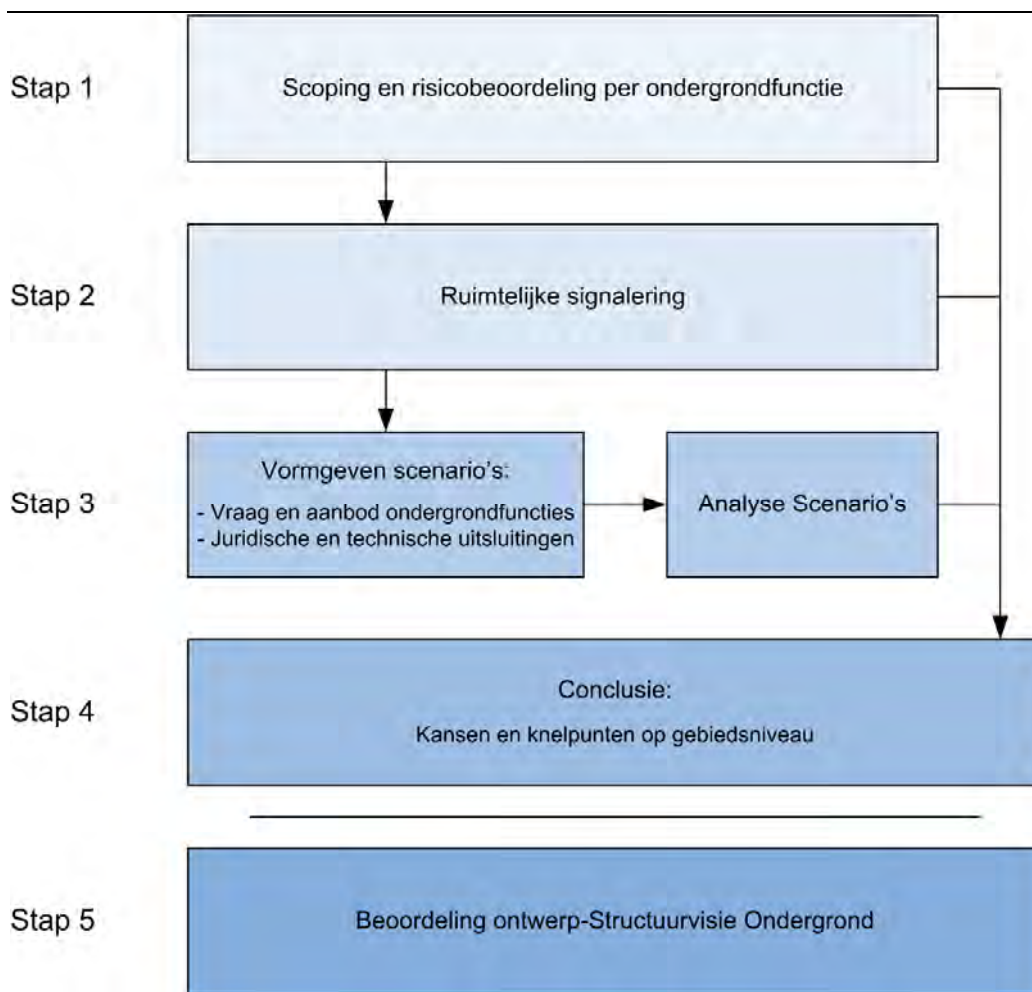 Stap 1
Scoping en risicobeoordeling per ondergrondfunctie
Stap 2
Ruimtelijke signalering
Stap 3
Vormgeven scenario's:
- Vraag en aanbod ondergrondfuncties
- Juridische en technische uitsluitingen
Analyse Scenario's
Stap 4
Conclusie:
Kansen en knelpunten op gebiedsniveau
Stap 5
Beoordeling ontwerp-Structuurvisie Ondergrond